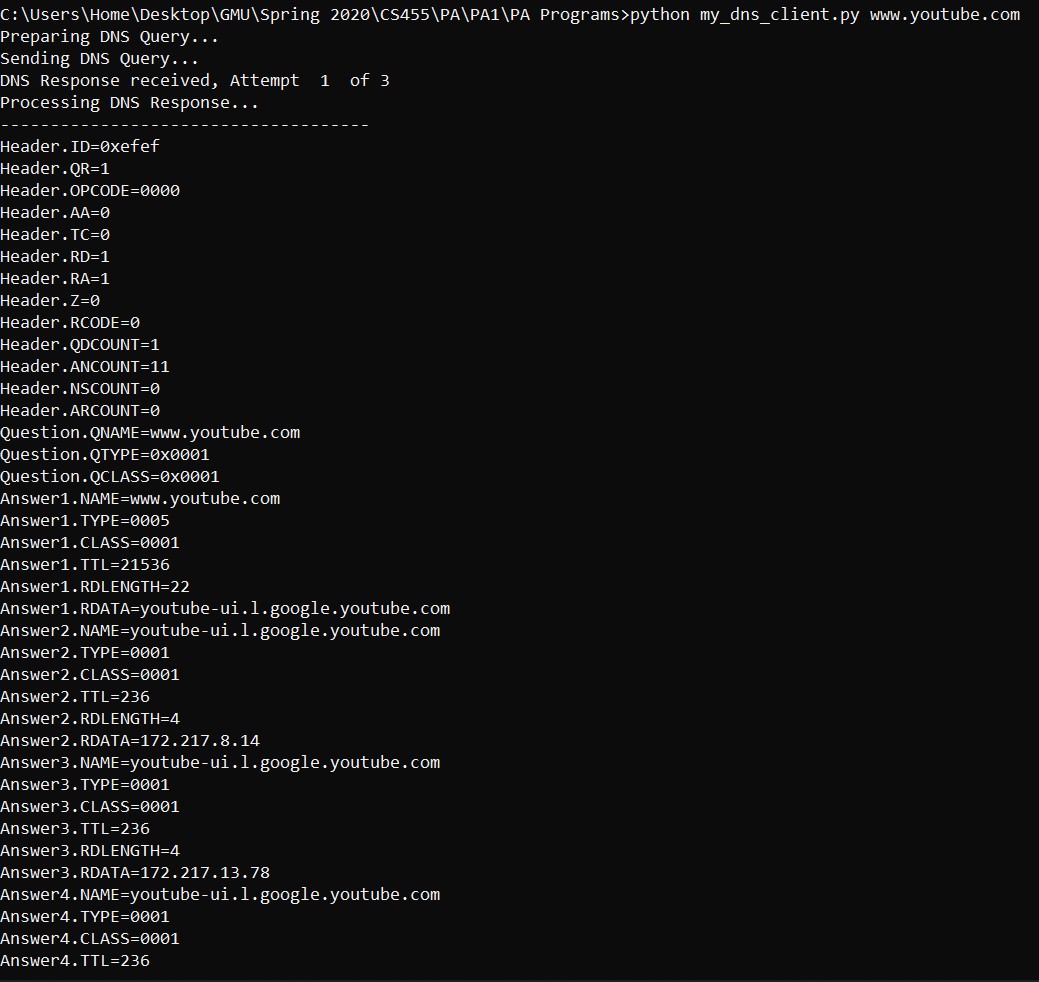 C:\Users\Home\Desktop\GMU\Spring 2020\CS455\PA\PA1\PA Programs>python my_dns_client.py www.youtube.com
Preparing DNS Query...
Sending DNS Query...
DNS Response received, Attempt  1  of 3
Processing DNS Response...
-------------------------------------
Header.ID=0xefef
Header.QR=1
Header.OPCODE=0000
Header.AA=0
Header.TC=0
Header.RD=1
Header.RA=1
Header.Z=0
Header.RCODE=0
Header.QDCOUNT=1
Header.ANCOUNT=11
Header.NSCOUNT=0
Header.ARCOUNT=0
Question.QNAME=www.youtube.com
Question.QTYPE=0x0001
Question.QCLASS=0x0001
Answer1.NAME=www.youtube.com
Answer1.TYPE=0005
Answer1.CLASS=0001
Answer1.TTL=21536
Answer1.RDLENGTH=22
Answer1.RDATA=youtube-ui.l.google.youtube.com
Answer2.NAME=youtube-ui.l.google.youtube.com
Answer2.TYPE=0001
Answer2.CLASS=0001
Answer2.TTL=236
Answer2.RDLENGTH=4
Answer2.RDATA=172.217.8.14
Answer3.NAME=youtube-ui.l.google.youtube.com
Answer3.TYPE=0001
Answer3.CLASS=0001
Answer3.TTL=236
Answer3.RDLENGTH=4
Answer3.RDATA=172.217.13.78
Answer4.NAME=youtube-ui.l.google.youtube.com
Answer4.TYPE=0001
Answer4.CLASS=0001
Answer4.TTL=236